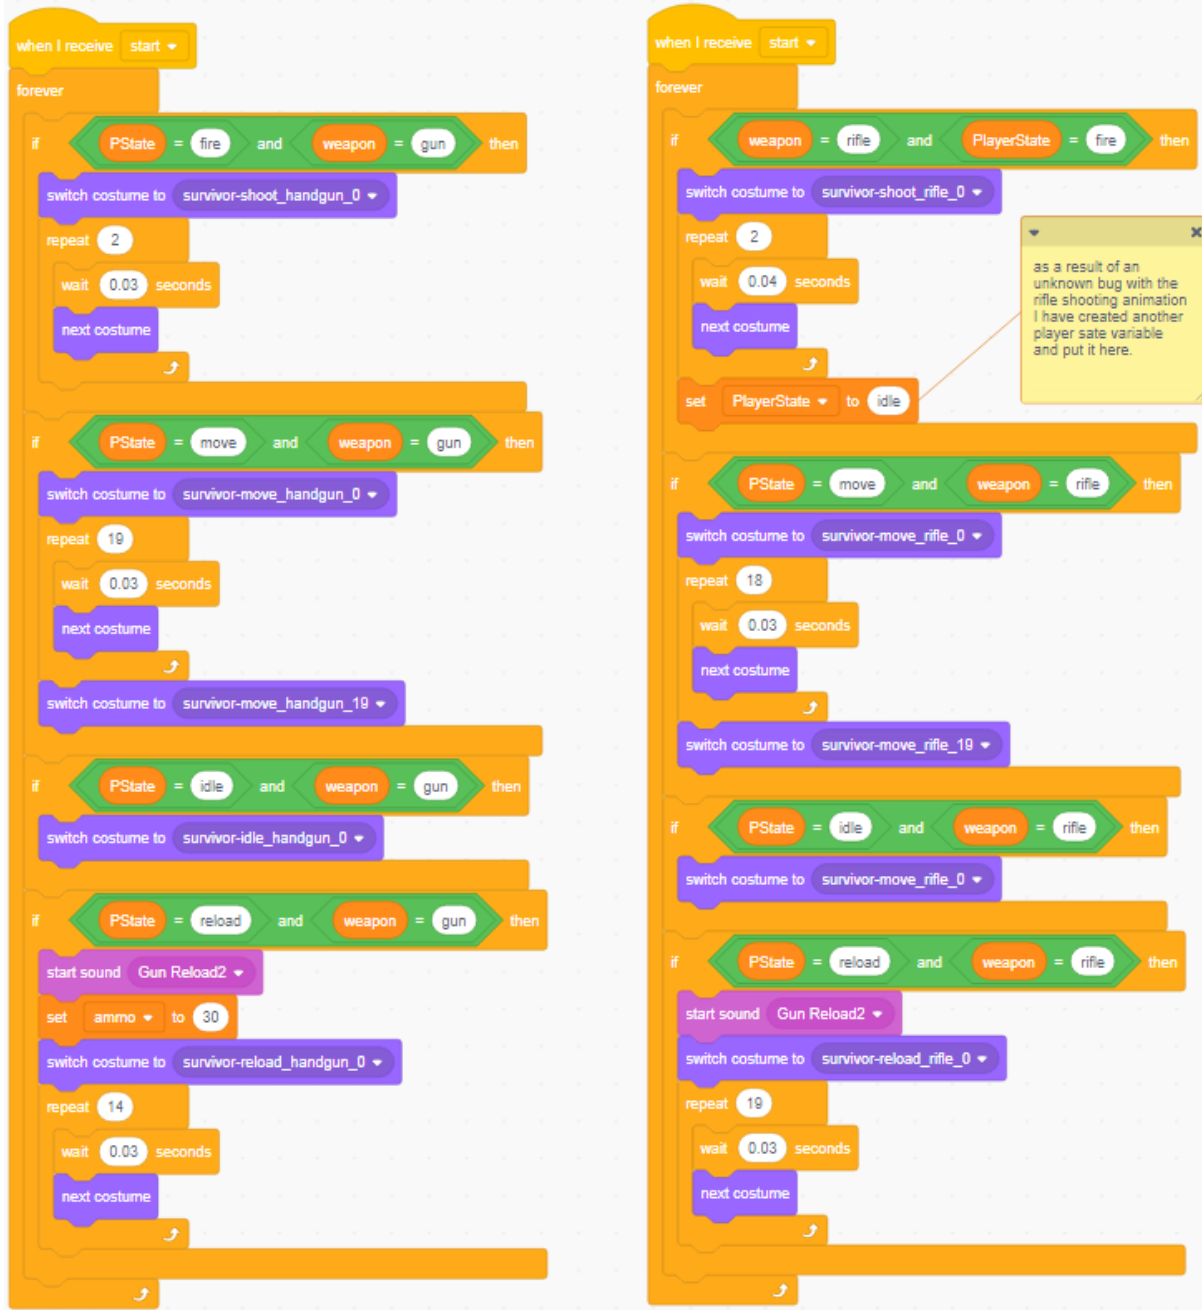 when I receive start
forever
if PState = fire and weapon = gun then
switch costume to survivor-shoot_handgun_0
repeat 2
wait 0.03 seconds
next costume
if PState = move and weapon = gun then
switch costume to survivor-move_handgun_0
repeat 19
wait 0.03 seconds
next costume
switch costume to survivor-move_handgun_19
if PState = idle and weapon = gun then
switch costume to survivor-idle_handgun_0
if PState = reload and weapon = gun then
start sound Gun Reload2
set ammo to 30
switch costume to survivor-reload_handgun_0
repeat 14
wait 0.03 seconds
next costume
when I receive start
forever
if weapon = rifle and PlayerState = fire then
switch costume to survivor-shoot_rifle_0
repeat 2
wait 0.04 seconds
next costume
set PlayerState to idle
as a result of an
unknown bug with the
rifle shooting animation
I have created another
player sate variable
and put it here.
if PState = move and weapon = rifle then
switch costume to survivor-move_rifle_0
repeat 18
wait 0.03 seconds
next costume
switch costume to survivor-move_rifle_19
if PState = idle and weapon = rifle then
switch costume to survivor-move_rifle_0
if PState = reload and weapon = rifle then
start sound Gun Reload2
switch costume to survivor-reload_rifle_0
repeat 19
wait 0.03 seconds
next costume